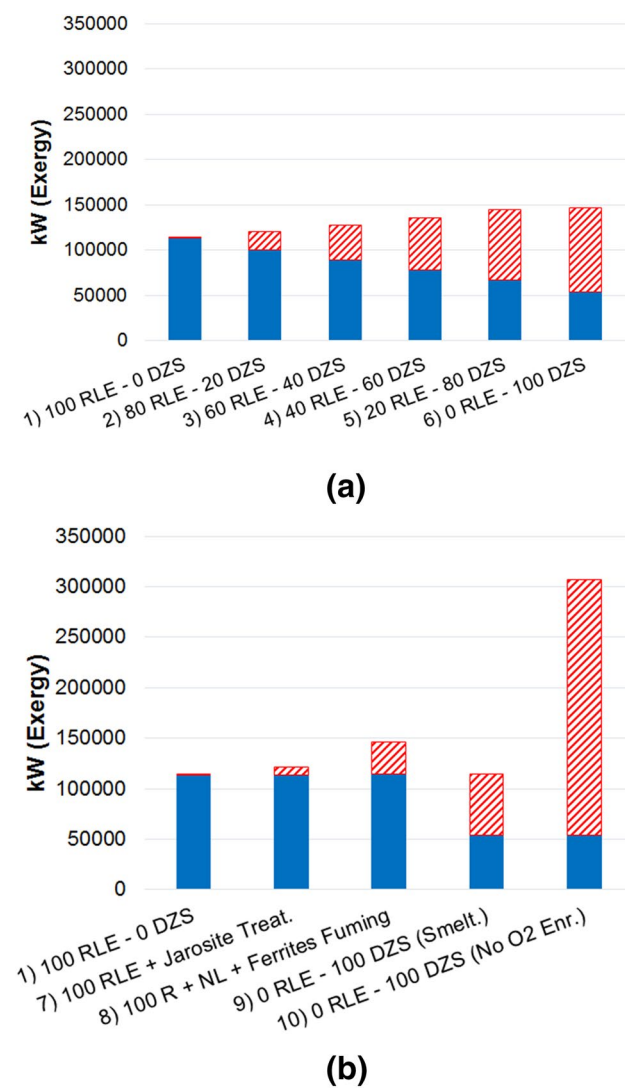 350000
300000
250000
200000
150000
100000
50000
0
kW (Exergy)
1) 100 RLE - 0 DZS
2) 80 RLE - 20 DZS
3) 60 RLE - 40 DZS
4) 40 RLE - 60 DZS
5) 20 RLE - 80 DZS
6) 0 RLE - 100 DZS
(a)
350000
300000
250000
200000
150000
100000
50000
0
kW (Exergy)
1) 100 RLE - 0 DZS
7) 100 RLE + Jarosite Treat.
8) 100 R + NL + Ferrites Fuming
9) 0 RLE - 100 DZS (Smelt.)
10) 0 RLE - 100 DZS (No O2 Enr.)
(b)